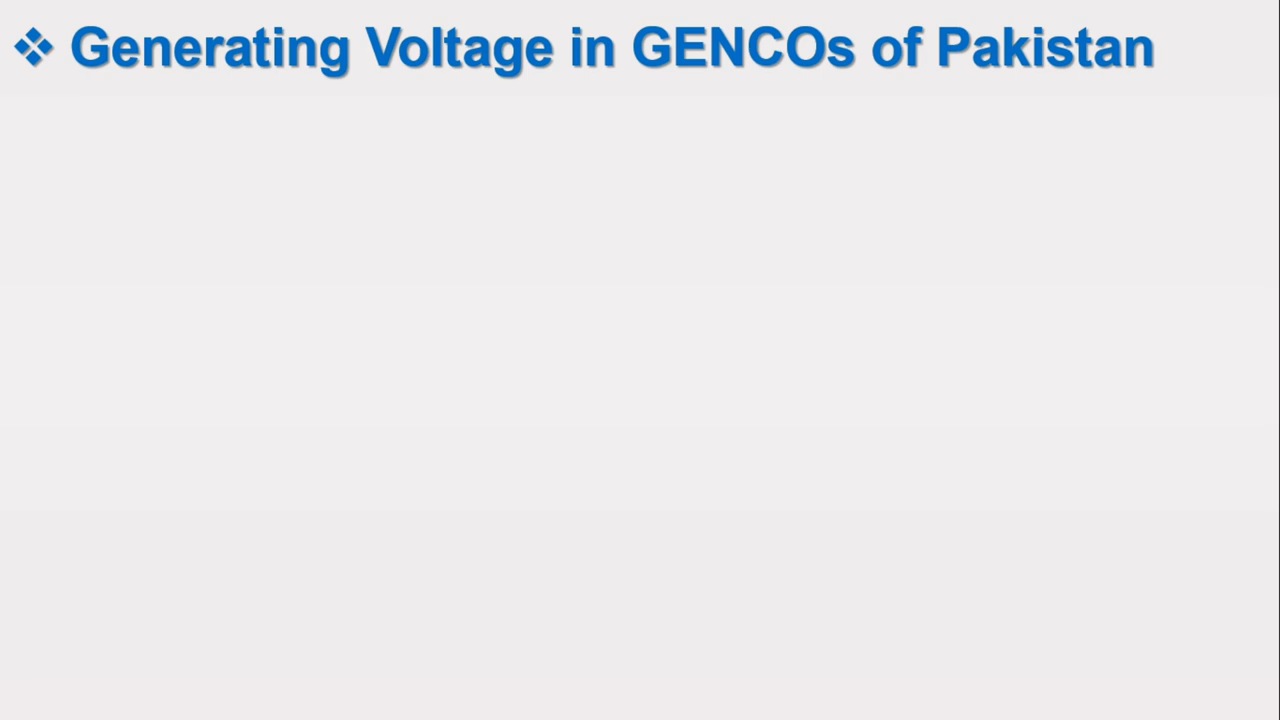 ❖ Generating Voltage in GENCOs of Pakistan